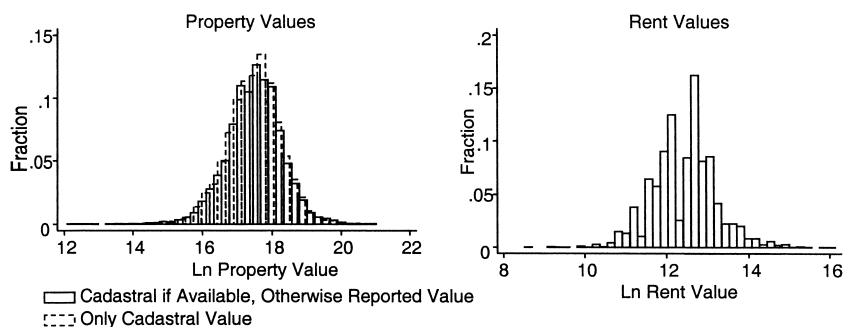 Property Values
.15
.1
.05
0
Fraction
12 14 16 18 20 22
Ln Property Value
Cadastral if Available, Otherwise Reported Value
Only Cadastral Value
Rent Values
.2
.15
.1
.05
0
Fraction
8 10 12 14 16
Ln Rent Value